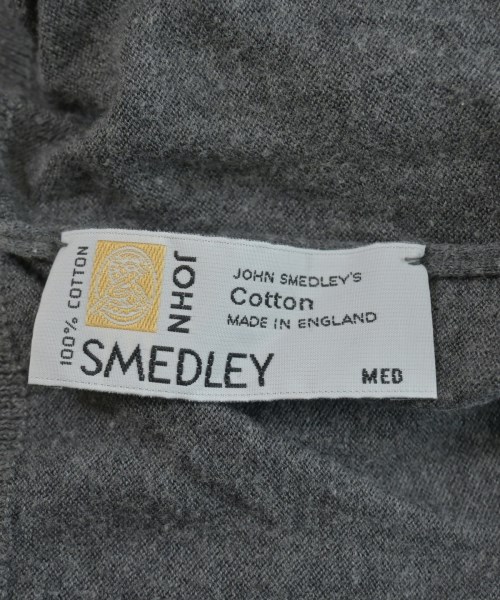 100% COTTON
JOHN
SMEDLEY
JOHN SMEDLEY'S
Cotton
MADE IN ENGLAND
MED